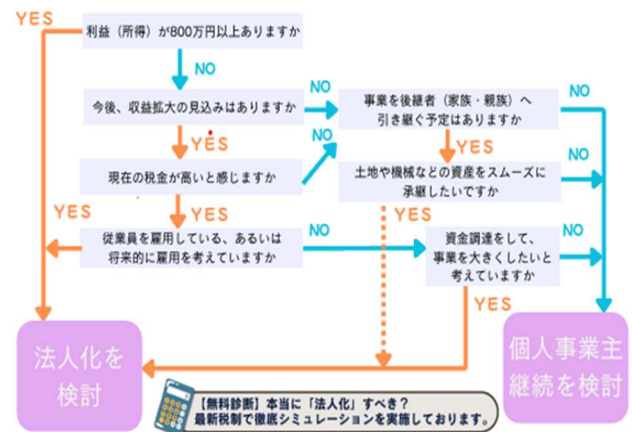 YES
利益（所得）が800万円以上ありますか
NO
今後、収益拡大の見込みはありますか
NO
事業を後継者（家族・親族）へ
引き継ぐ予定はありますか
NO
YES
NO
YES
現在の税金が高いと感じますか
土地や機械などの資産をスムーズに
承継したいですか
NO
YES
YES
YES
従業員を雇用している、あるいは
将来的に雇用を考えていますか
NO
資金調達をして、
事業を大きくしたいと
考えていますか
NO
YES
法人化を
検討
個人事業主
継続を検討
【無料診断】本当に「法人化」すべき？
最新税制で徹底シミュレーションを実施しております。